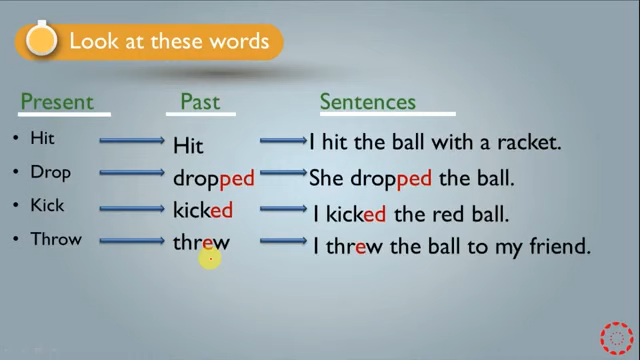 Look at these words
Present Past Sentences
• Hit Hit I hit the ball with a racket.
• Drop dropped She dropped the ball.
• Kick kicked I kicked the red ball.
• Throw threw I threw the ball to my friend.